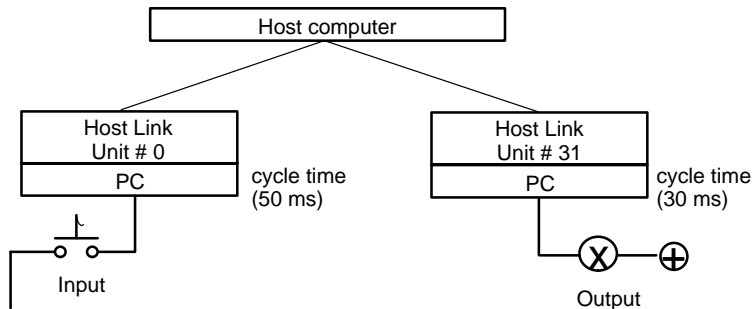 Host computer
Host Link
Unit # 0
PC
cycle time
(50 ms)
Input
Host Link
Unit # 31
PC
cycle time
(30 ms)
X
Output